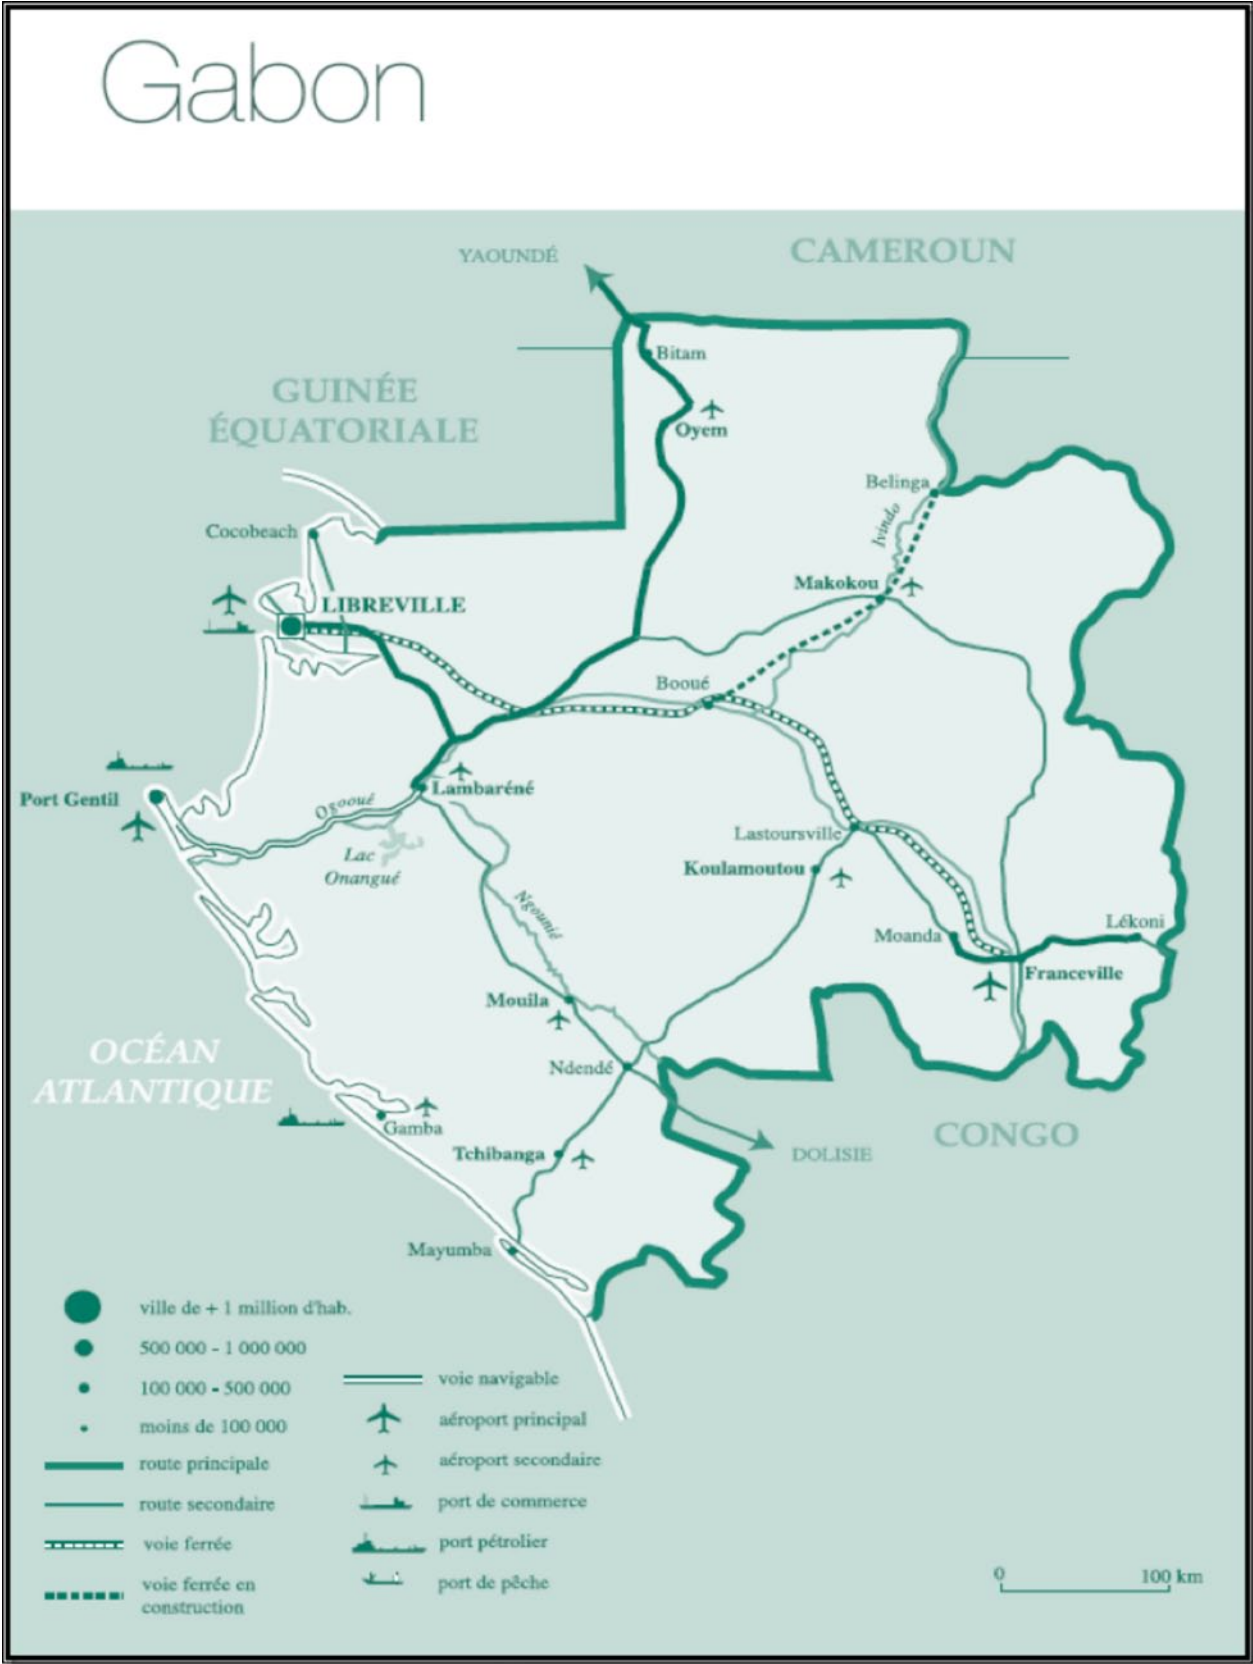 Gabon
YAOUNDÉ
CAMEROUN
Bitam
GUINÉE
ÉQUATORIALE
Oyem
Belinga
Ivindo
Cocobeach
Makokou
LIBREVILLE
Booué
Port Gentil
Lambaréné
Ogooué
Lac
Onangué
Lastoursville
Koulamoutou
Ngounié
Lékoni
Moanda
Franceville
Mouila
OCÉAN
ATLANTIQUE
Ndendé
Gamba
CONGO
Tchibanga
DOLISIE
Mayumba
ville de + 1 million d'hab.
500 000 - 1 000 000
100 000 - 500 000
moins de 100 000
route principale
route secondaire
voie ferrée
voie ferrée en
construction
voie navigable
aéroport principal
aéroport secondaire
port de commerce
port pétrolier
port de pêche
0 100 km